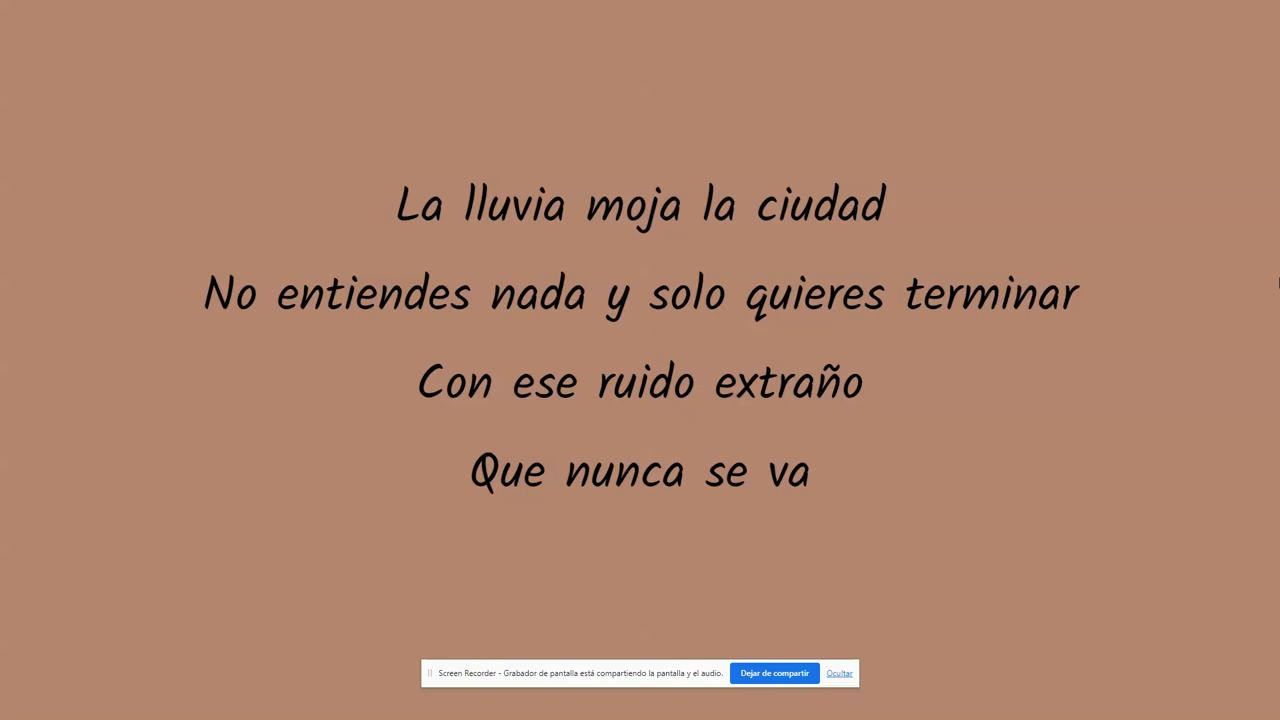 La lluvia moja la ciudad
No entiendes nada y solo quieres terminar
Con ese ruido extraño
Que nunca se va
Screen Recorder - Grabador de pantalla está compartiendo la pantalla y el audio. Dejar de compartir Ocultar